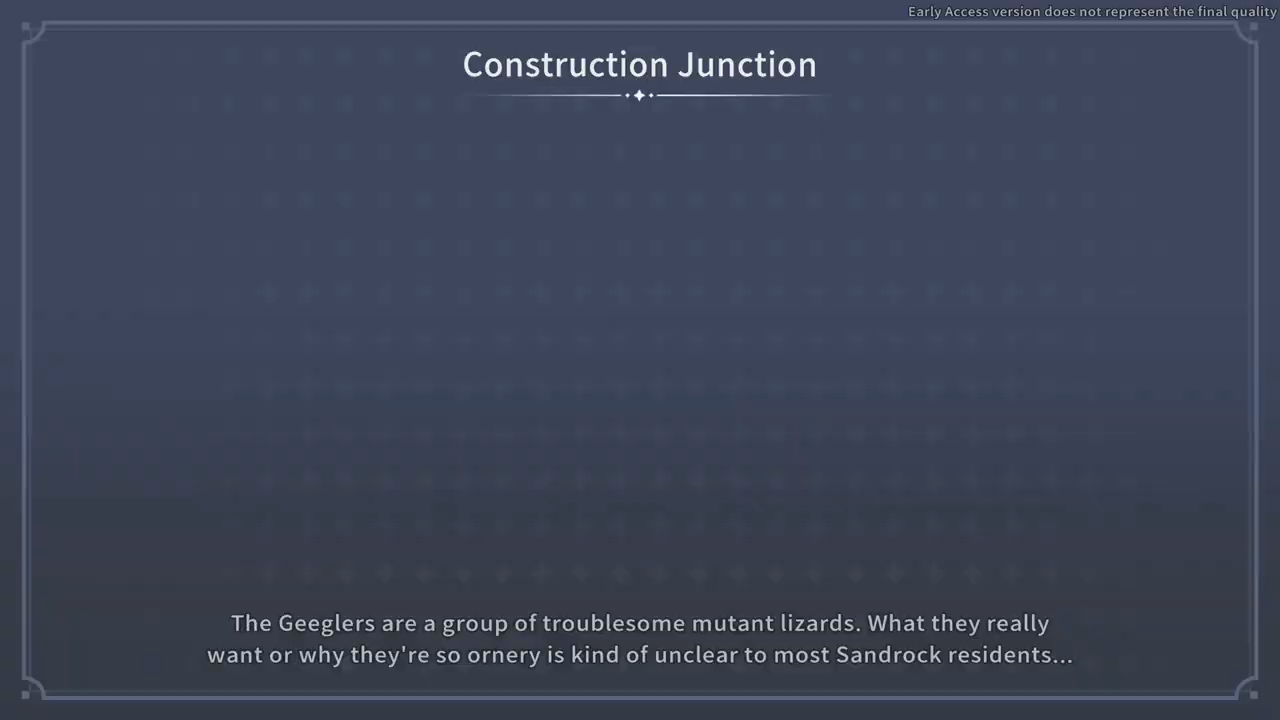 Early Access version does not represent the final quality
Construction Junction
The Geeglers are a group of troublesome mutant lizards. What they really
want or why they're so ornery is kind of unclear to most Sandrock residents...